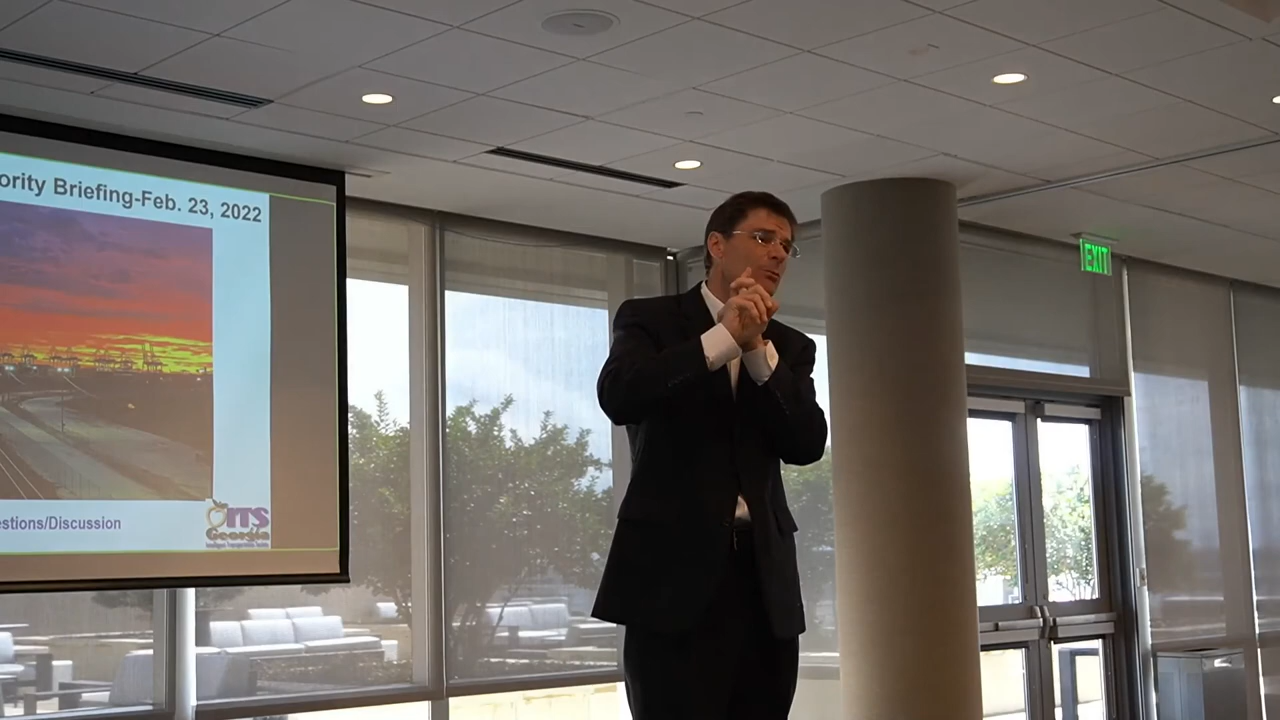 ority Briefing-Feb. 23, 2022
EXIT
estions/Discussion
ITS
Georgia